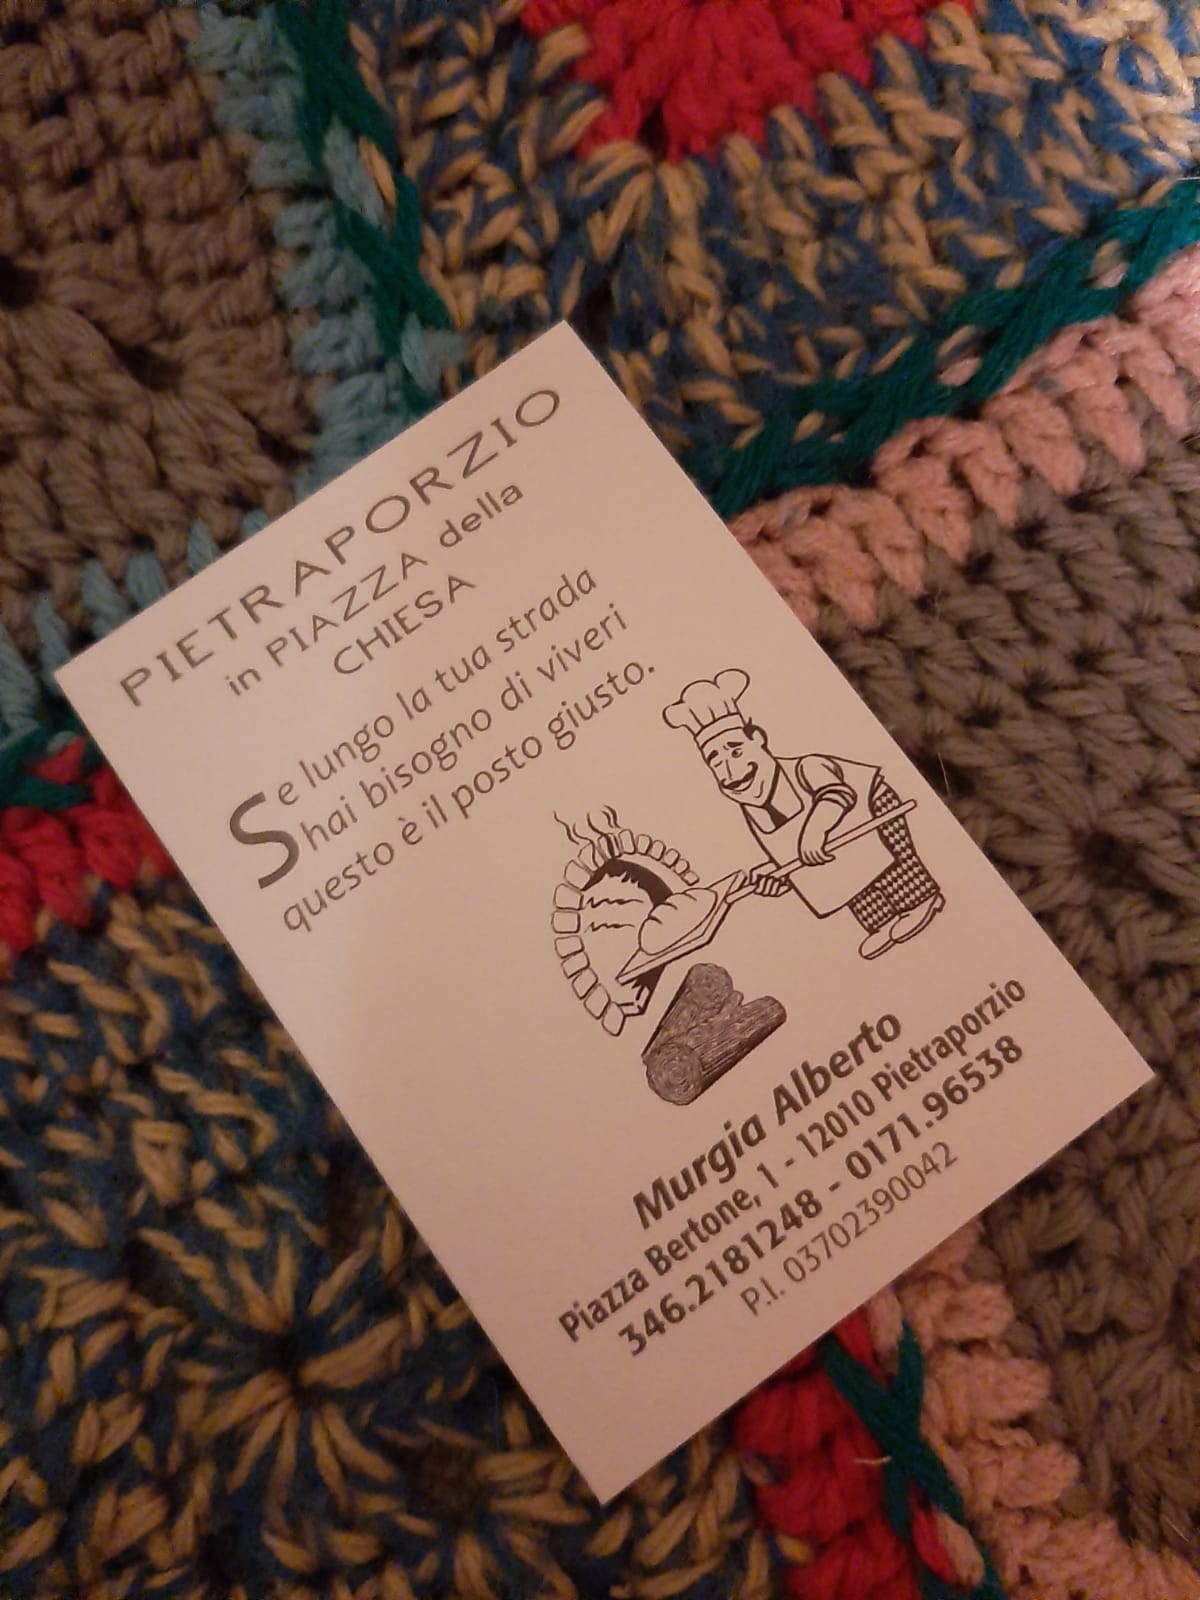 PIETRAPORZIO
in PIAZZA della
CHIESA
Se lungo la tua strada
hai bisogno di viveri
questo è il posto giusto.
Murgia Alberto
Piazza Bertone, 1 - 12010 Pietraporzio
346.2181248 - 0171.96538
P.I. 03702390042